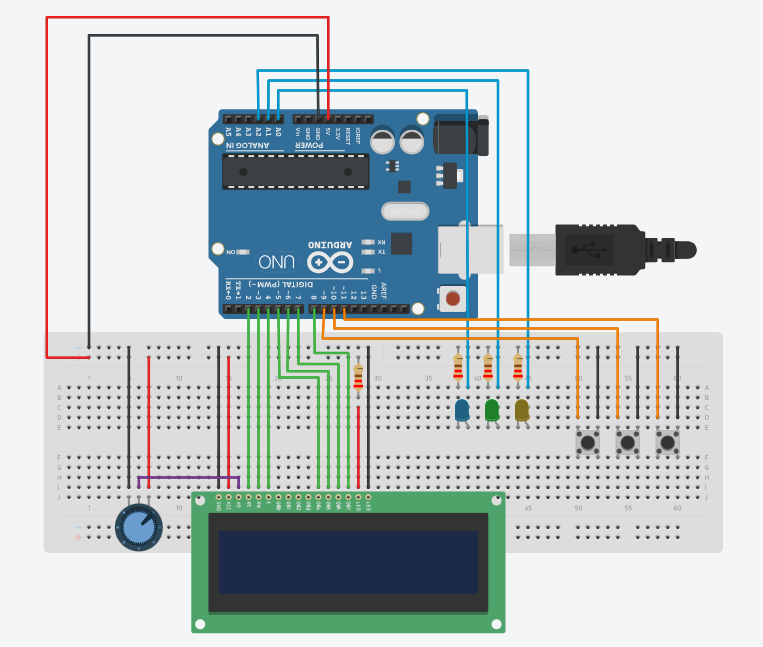 A5
A4
A3
A2
A1
A0
Vin
GND
GND
5V
3.3V
RESET
IOREF
ANALOG IN
POWER
ON
UNO
ARDUINO
RX
TX
L
DIGITAL (PWM~)
RX←0
TX→1
2
~3
4
~5
~6
7
8
~9
~10
~11
12
13
GND
AREF
− −
+ +
1 10 15 30 35 40 45 50 55 60
A A
B B
C C
D D
E E
F F
G G
H H
I I
J J
1 10 45 50 55 60
GND
VCC
V0
RS
RW
E
DB0
DB1
DB2
DB3
DB4
DB5
DB6
DB7
LED
LED
− −
+ +